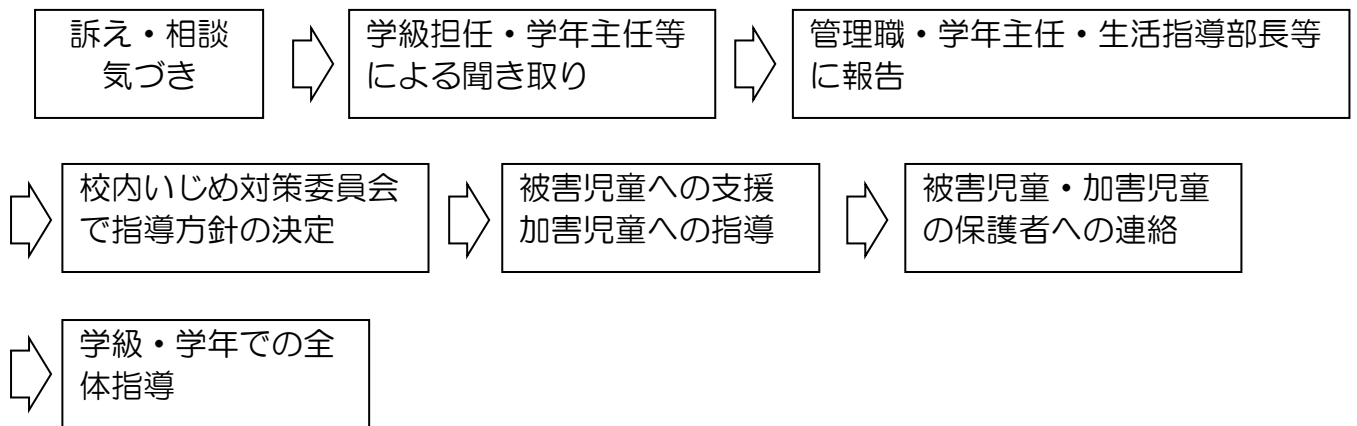 訴え・相談
気づき
学級担任・学年主任等
による聞き取り
管理職・学年主任・生活指導部長等
に報告
校内いじめ対策委員会
で指導方針の決定
被害児童への支援
加害児童への指導
被害児童・加害児童
の保護者への連絡
学級・学年での全
体指導